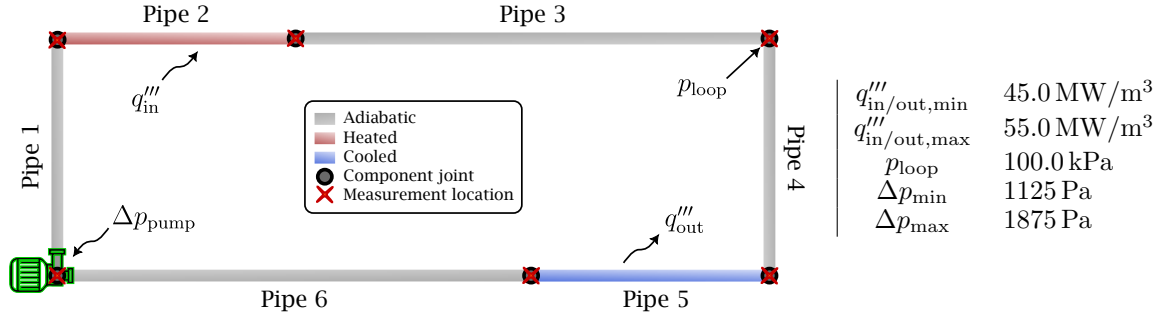 Pipe 2
Pipe 3
q‴in
ploop
Adiabatic
Heated
Cooled
Component joint
Measurement location
Pipe 1
Pipe 4
Δppump
q‴out
Pipe 6
Pipe 5
q‴in/out,min 45.0 MW/m³
q‴in/out,max 55.0 MW/m³
ploop 100.0 kPa
Δpmin 1125 Pa
Δpmax 1875 Pa